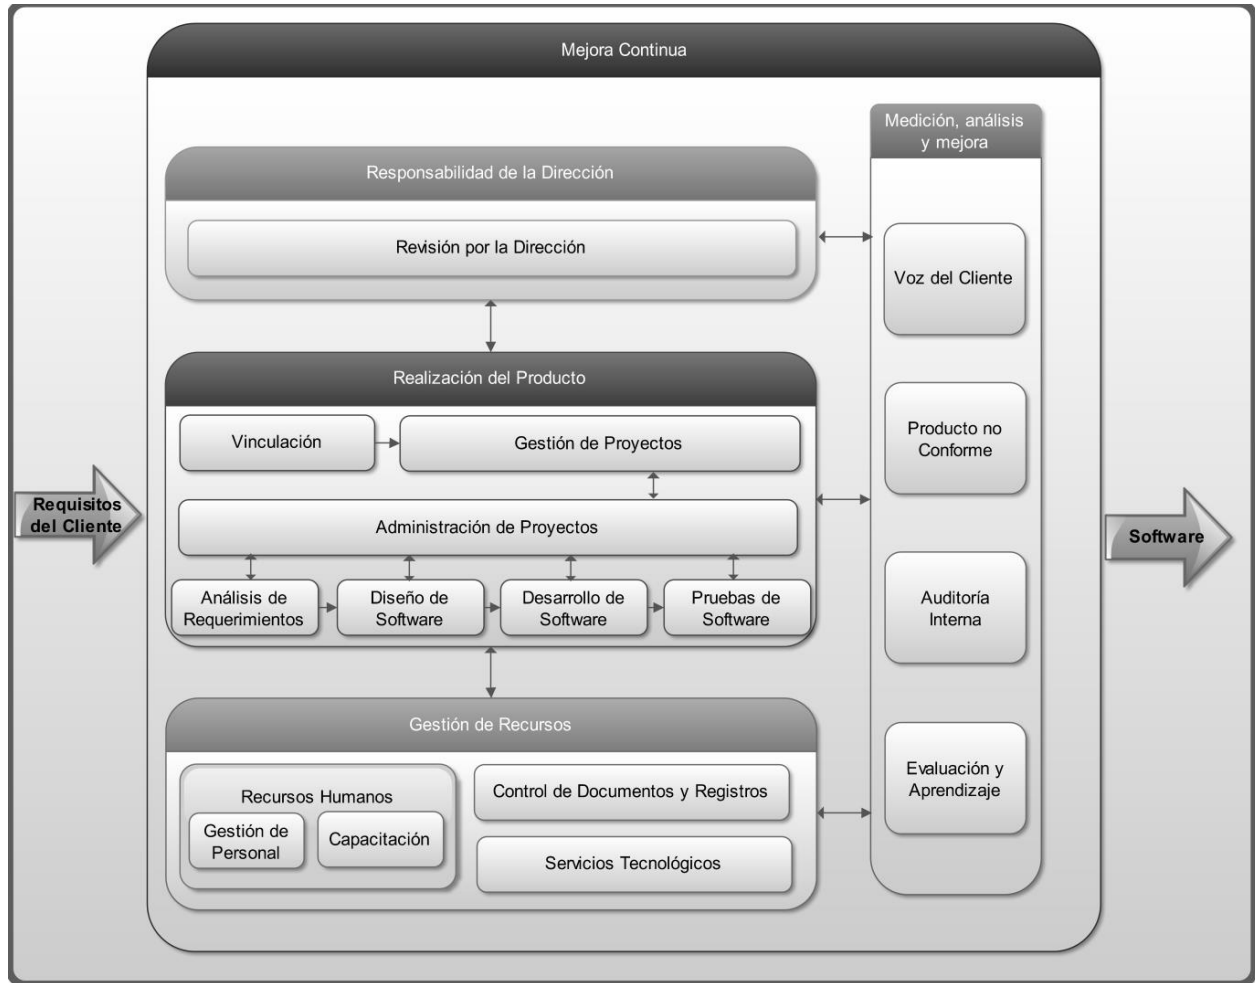 Mejora Continua
Medición, análisis
y mejora
Responsabilidad de la Dirección
Revisión por la Dirección
Voz del Cliente
Realización del Producto
Vinculación
Gestión de Proyectos
Producto no
Conforme
Requisitos
del Cliente
Administración de Proyectos
Software
Análisis de
Requerimientos
Diseño de
Software
Desarrollo de
Software
Pruebas de
Software
Auditoría
Interna
Gestión de Recursos
Recursos Humanos
Gestión de
Personal
Capacitación
Control de Documentos y Registros
Servicios Tecnológicos
Evaluación y
Aprendizaje